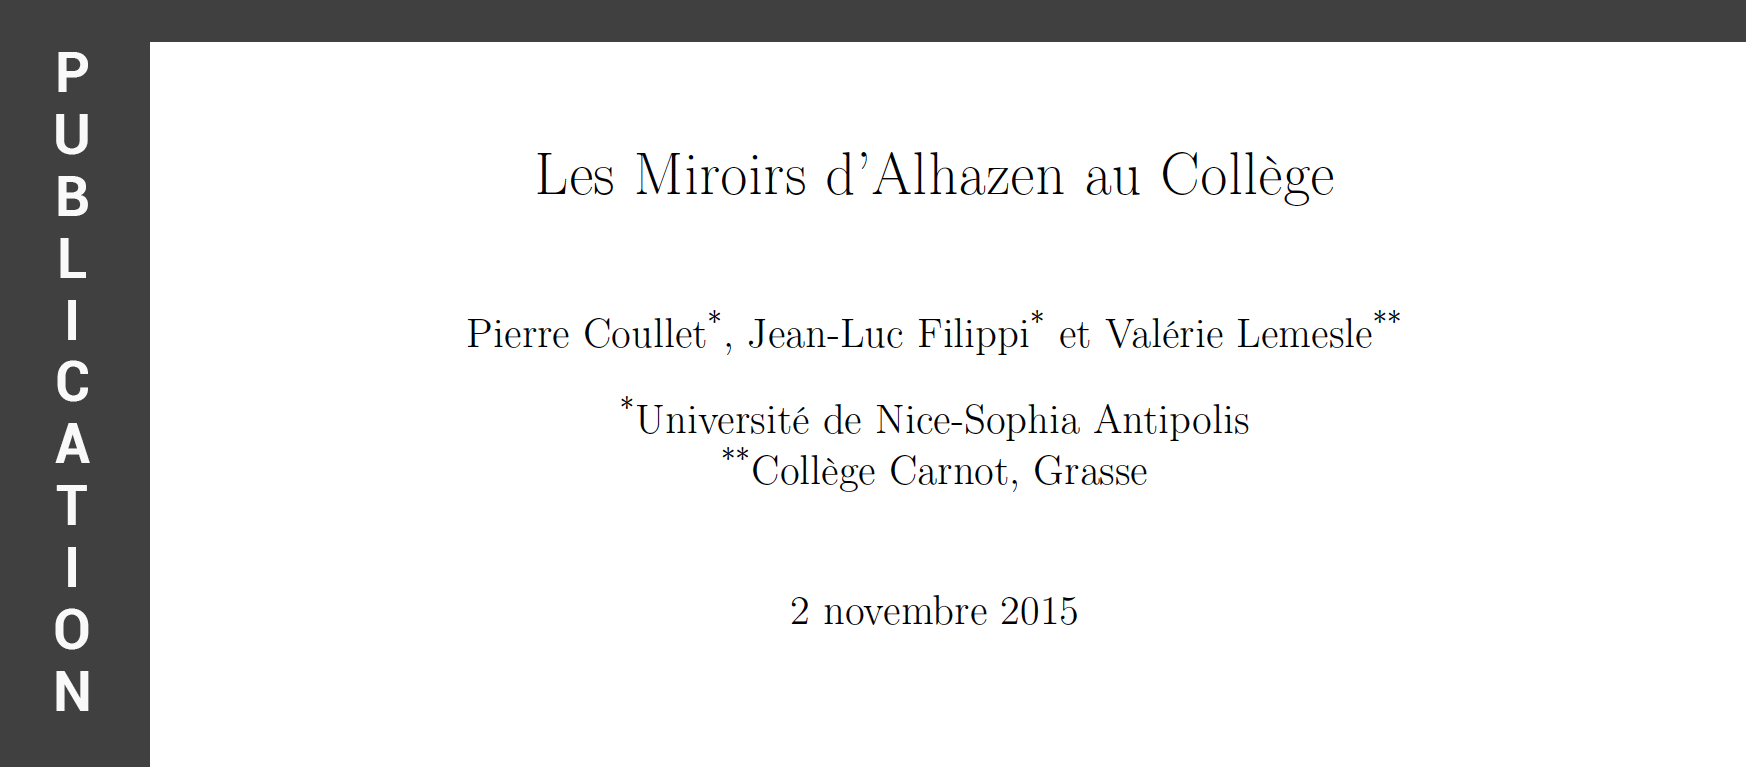 PUBLICATION
Les Miroirs d'Alhazen au Collège
Pierre Coullet*, Jean-Luc Filippi* et Valérie Lemesle**
*Université de Nice-Sophia Antipolis
**Collège Carnot, Grasse
2 novembre 2015